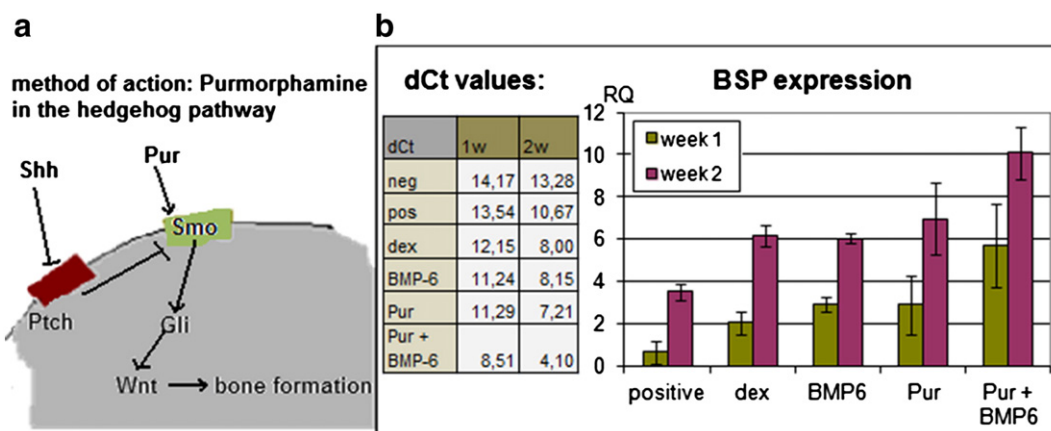 a
method of action: Purmorphamine
in the hedgehog pathway
Shh
Pur
Smo
Ptch
Gli
Wnt
bone formation
b
dCt values:
dCt 1w 2w
neg 14,17 13,28
pos 13,54 10,67
dex 12,15 8,00
BMP-6 11,24 8,15
Pur 11,29 7,21
Pur +
BMP-6 8,51 4,10
BSP expression
RQ
12
10
8
6
4
2
0
week 1
week 2
positive dex BMP6 Pur Pur +
BMP6